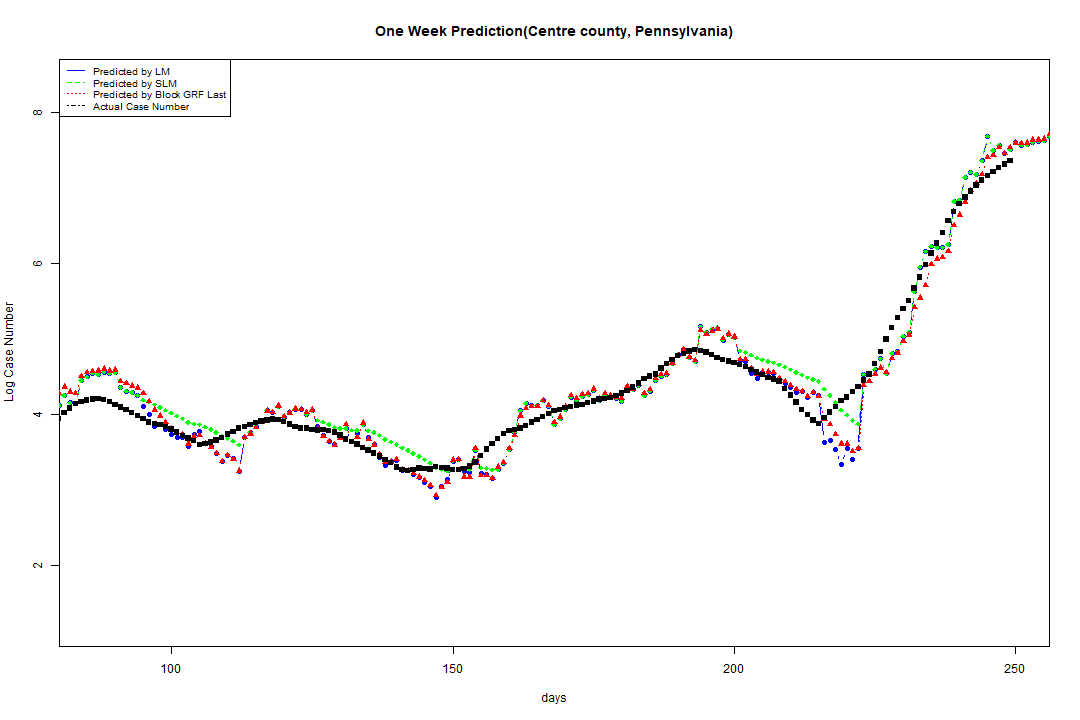 One Week Prediction(Centre county, Pennsylvania)
Predicted by LM
Predicted by SLM
Predicted by Block GRF Last
Actual Case Number
8
6
4
2
Log Case Number
100 150 200 250
days